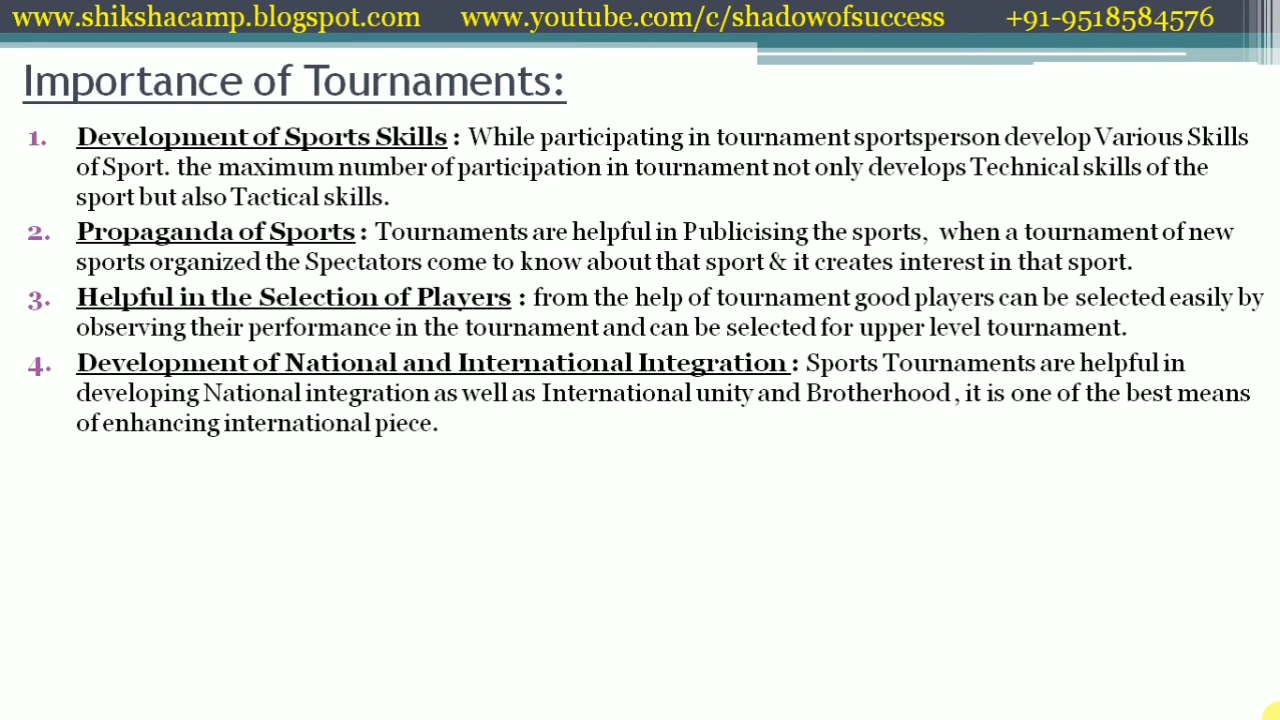 www.shikshacamp.blogspot.com www.youtube.com/c/shadowofsuccess +91-9518584576
Importance of Tournaments:
1. Development of Sports Skills : While participating in tournament sportsperson develop Various Skills
of Sport. the maximum number of participation in tournament not only develops Technical skills of the
sport but also Tactical skills.
2. Propaganda of Sports : Tournaments are helpful in Publicising the sports, when a tournament of new
sports organized the Spectators come to know about that sport & it creates interest in that sport.
3. Helpful in the Selection of Players : from the help of tournament good players can be selected easily by
observing their performance in the tournament and can be selected for upper level tournament.
4. Development of National and International Integration : Sports Tournaments are helpful in
developing National integration as well as International unity and Brotherhood , it is one of the best means
of enhancing international piece.